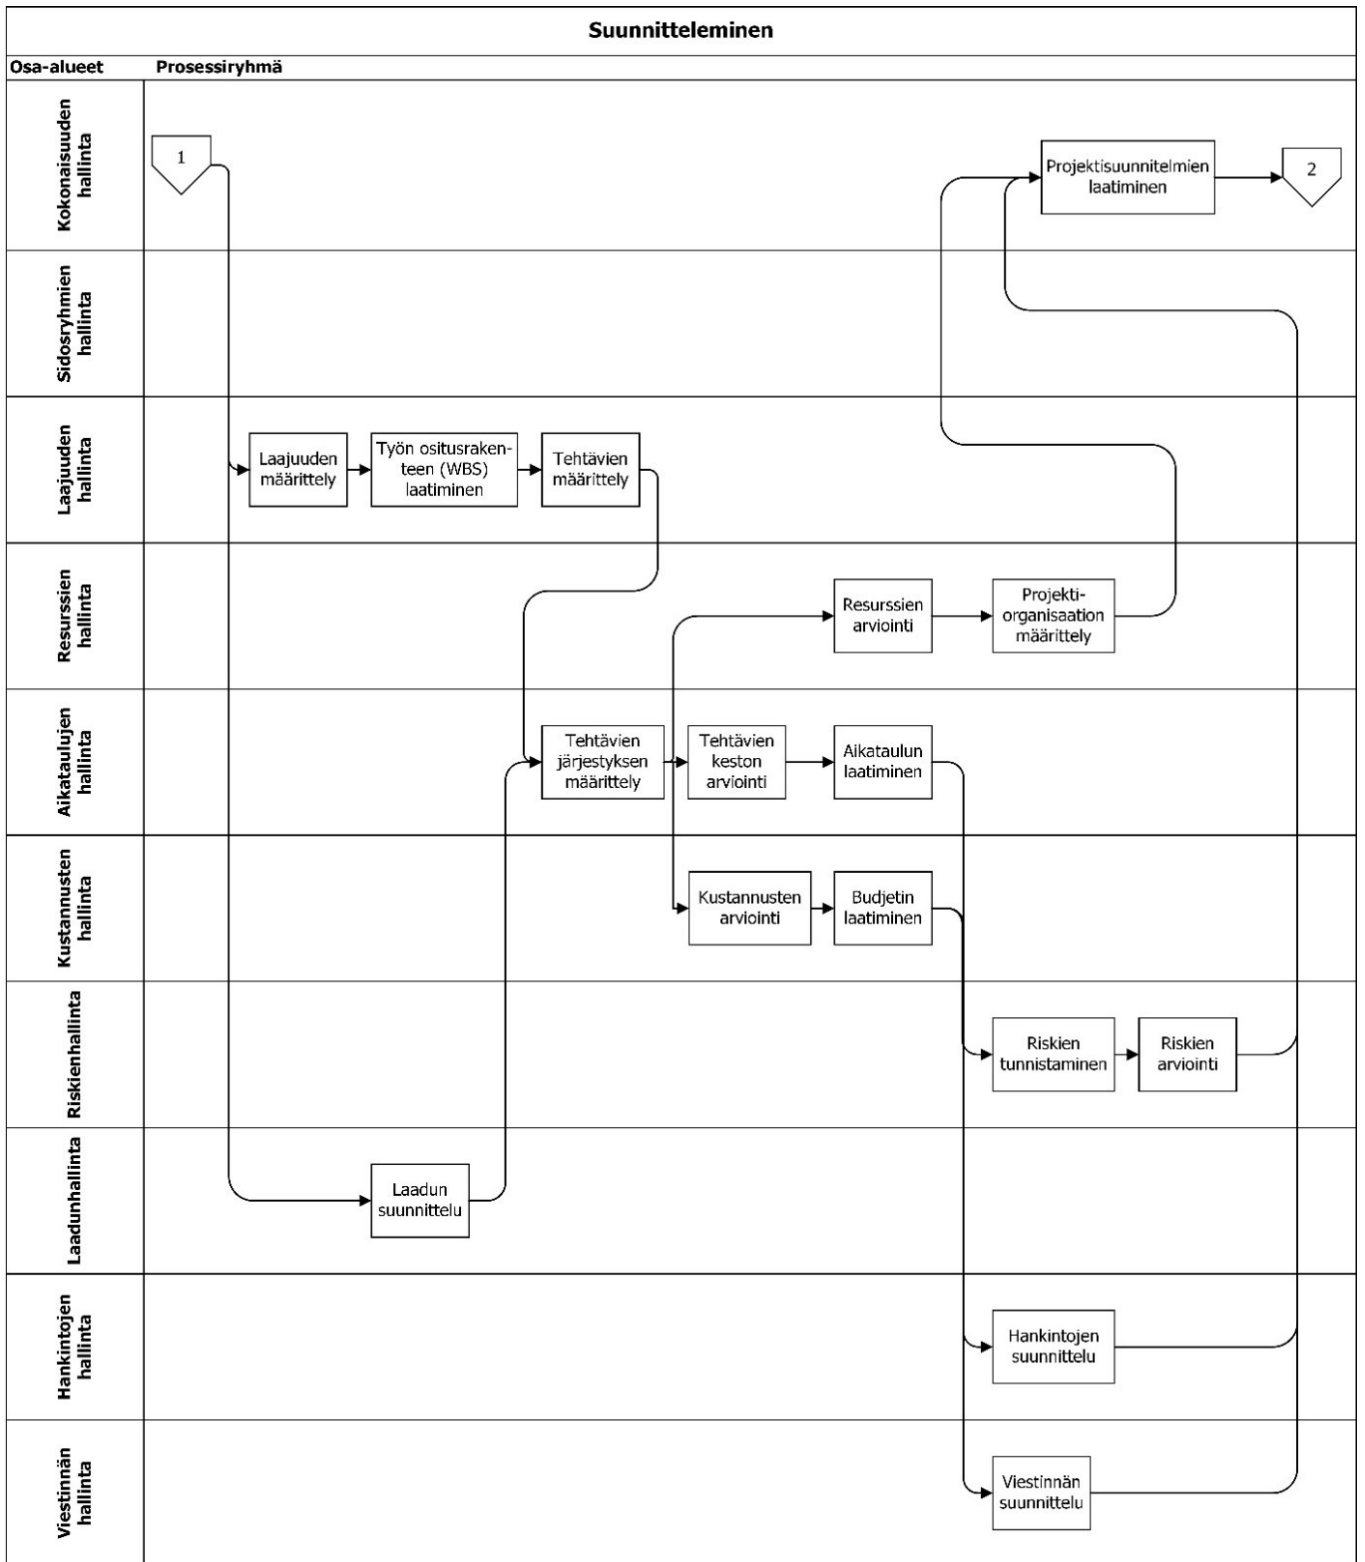 Suunnitteleminen
Osa-alueet
Prosessiryhmä
Kokonaisuuden
hallinta
1
Projektisuunnitelmien
laatiminen
2
Sidosryhmien
hallinta
Laajuuden
hallinta
Laajuuden
määrittely
Työn ositusraken-
teen (WBS)
laatiminen
Tehtävien
määrittely
Resurssien
hallinta
Resurssien
arviointi
Projekti-
organisaation
määrittely
Aikataulujen
hallinta
Tehtävien
järjestyksen
määrittely
Tehtävien
keston
arviointi
Aikataulun
laatiminen
Kustannusten
hallinta
Kustannusten
arviointi
Budjetin
laatiminen
Riskienhallinta
Riskien
tunnistaminen
Riskien
arviointi
Laadunhallinta
Laadun
suunnittelu
Hankintojen
hallinta
Hankintojen
suunnittelu
Viestinnän
hallinta
Viestinnän
suunnittelu